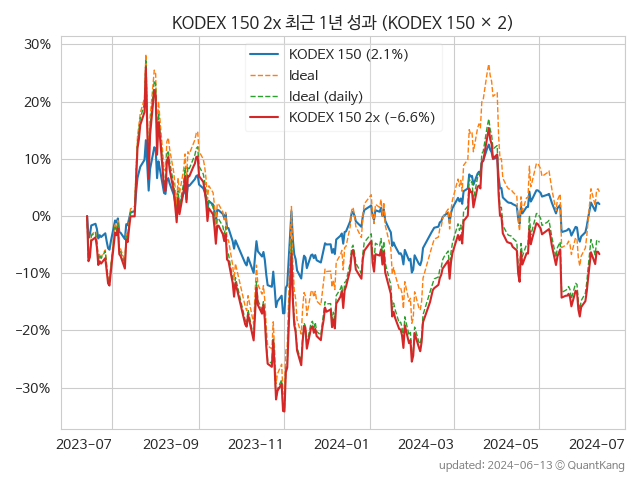 KODEX 150 2x 최근 1년 성과 (KODEX 150 × 2)
KODEX 150 (2.1%)
Ideal
Ideal (daily)
KODEX 150 2x (−6.6%)
30%
20%
10%
0%
−10%
−20%
−30%
2023-07 2023-09 2023-11 2024-01 2024-03 2024-05 2024-07
updated: 2024-06-13 ⓒ QuantKang